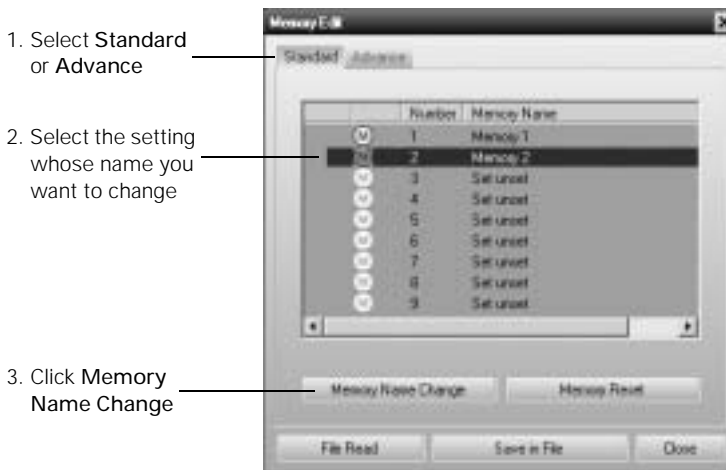 Memory Edit
1. Select Standard
or Advance
Standard Advance
Number Memory Name
1 Memory 1
2. Select the setting
whose name you
want to change
2 Memory 2
3 Set unset
4 Set unset
5 Set unset
6 Set unset
7 Set unset
8 Set unset
9 Set unset
3. Click Memory
Name Change
Memory Name Change Memory Reset
File Read Save in File Close